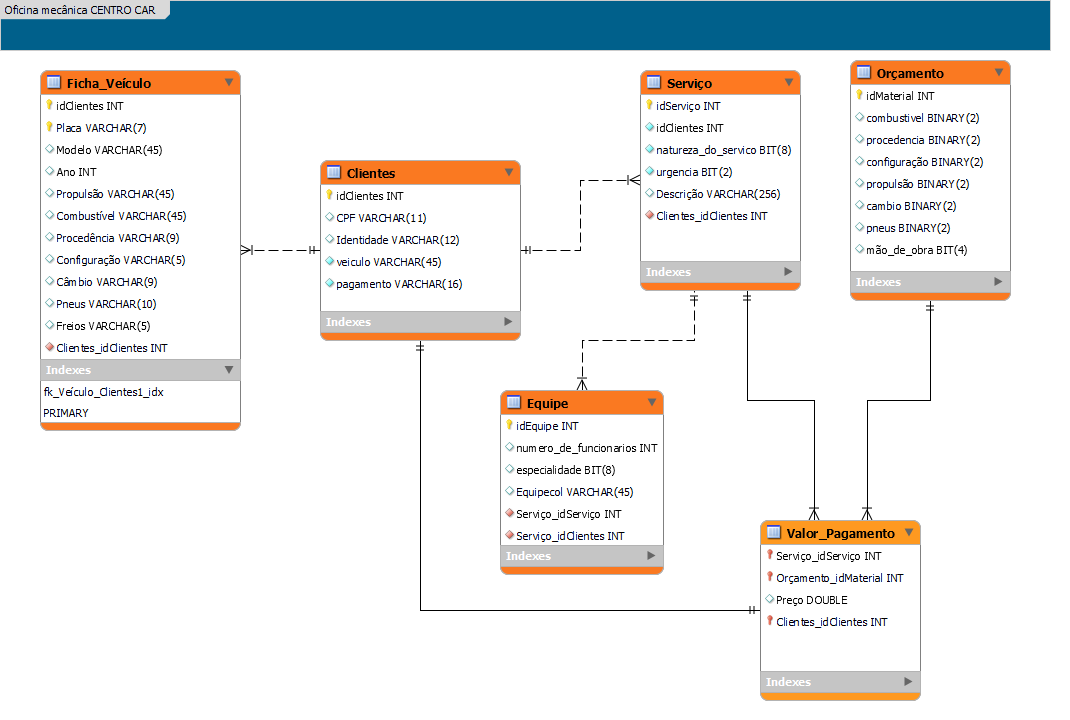 Oficina mecânica CENTRO CAR
Ficha_Veículo
idClientes INT
Placa VARCHAR(7)
Modelo VARCHAR(45)
Ano INT
Propulsão VARCHAR(45)
Combustível VARCHAR(45)
Procedência VARCHAR(9)
Configuração VARCHAR(5)
Câmbio VARCHAR(9)
Pneus VARCHAR(10)
Freios VARCHAR(5)
Clientes_idClientes INT
Indexes
fk_Veículo_Clientes1_idx
PRIMARY
Clientes
idClientes INT
CPF VARCHAR(11)
Identidade VARCHAR(12)
veiculo VARCHAR(45)
pagamento VARCHAR(16)
Indexes
Serviço
idServiço INT
idClientes INT
natureza_do_servico BIT(8)
urgencia BIT(2)
Descrição VARCHAR(256)
Clientes_idClientes INT
Indexes
Orçamento
idMaterial INT
combustivel BINARY(2)
procedencia BINARY(2)
configuração BINARY(2)
propulsão BINARY(2)
cambio BINARY(2)
pneus BINARY(2)
mão_de_obra BIT(4)
Indexes
Equipe
idEquipe INT
numero_de_funcionarios INT
especialidade BIT(8)
Equipecol VARCHAR(45)
Serviço_idServiço INT
Serviço_idClientes INT
Indexes
Valor_Pagamento
Serviço_idServiço INT
Orçamento_idMaterial INT
Preço DOUBLE
Clientes_idClientes INT
Indexes